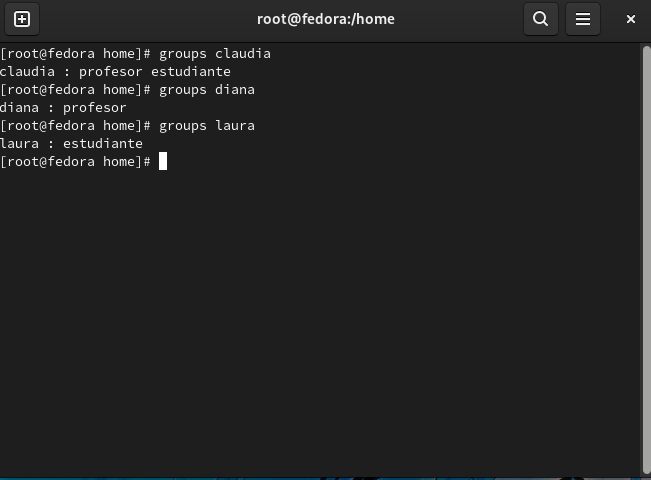 root@fedora:/home
[root@fedora home]# groups claudia
claudia : profesor estudiante
[root@fedora home]# groups diana
diana : profesor
[root@fedora home]# groups laura
laura : estudiante
[root@fedora home]#